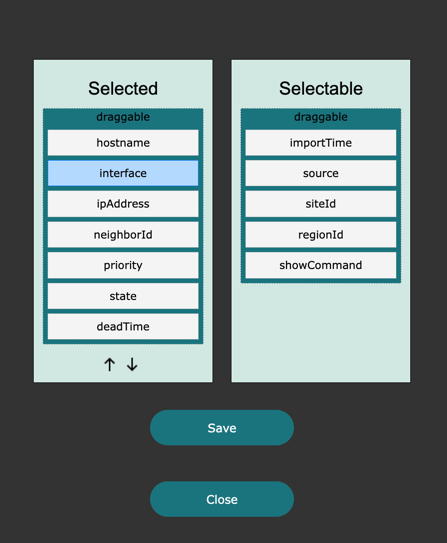 Selected
draggable
hostname
interface
ipAddress
neighborId
priority
state
deadTime
↑ ↓
Selectable
draggable
importTime
source
siteId
regionId
showCommand
Save
Close